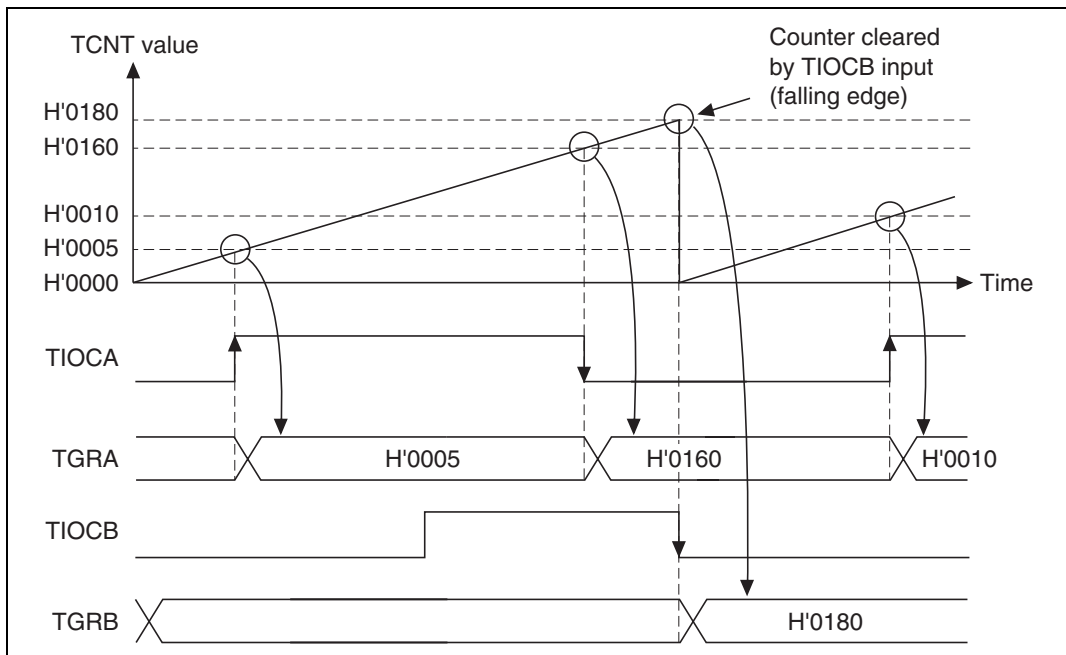 TCNT value
Counter cleared
by TIOCB input
(falling edge)
H'0180
H'0160
H'0010
H'0005
H'0000
Time
TIOCA
TGRA
H'0005
H'0160
H'0010
TIOCB
TGRB
H'0180